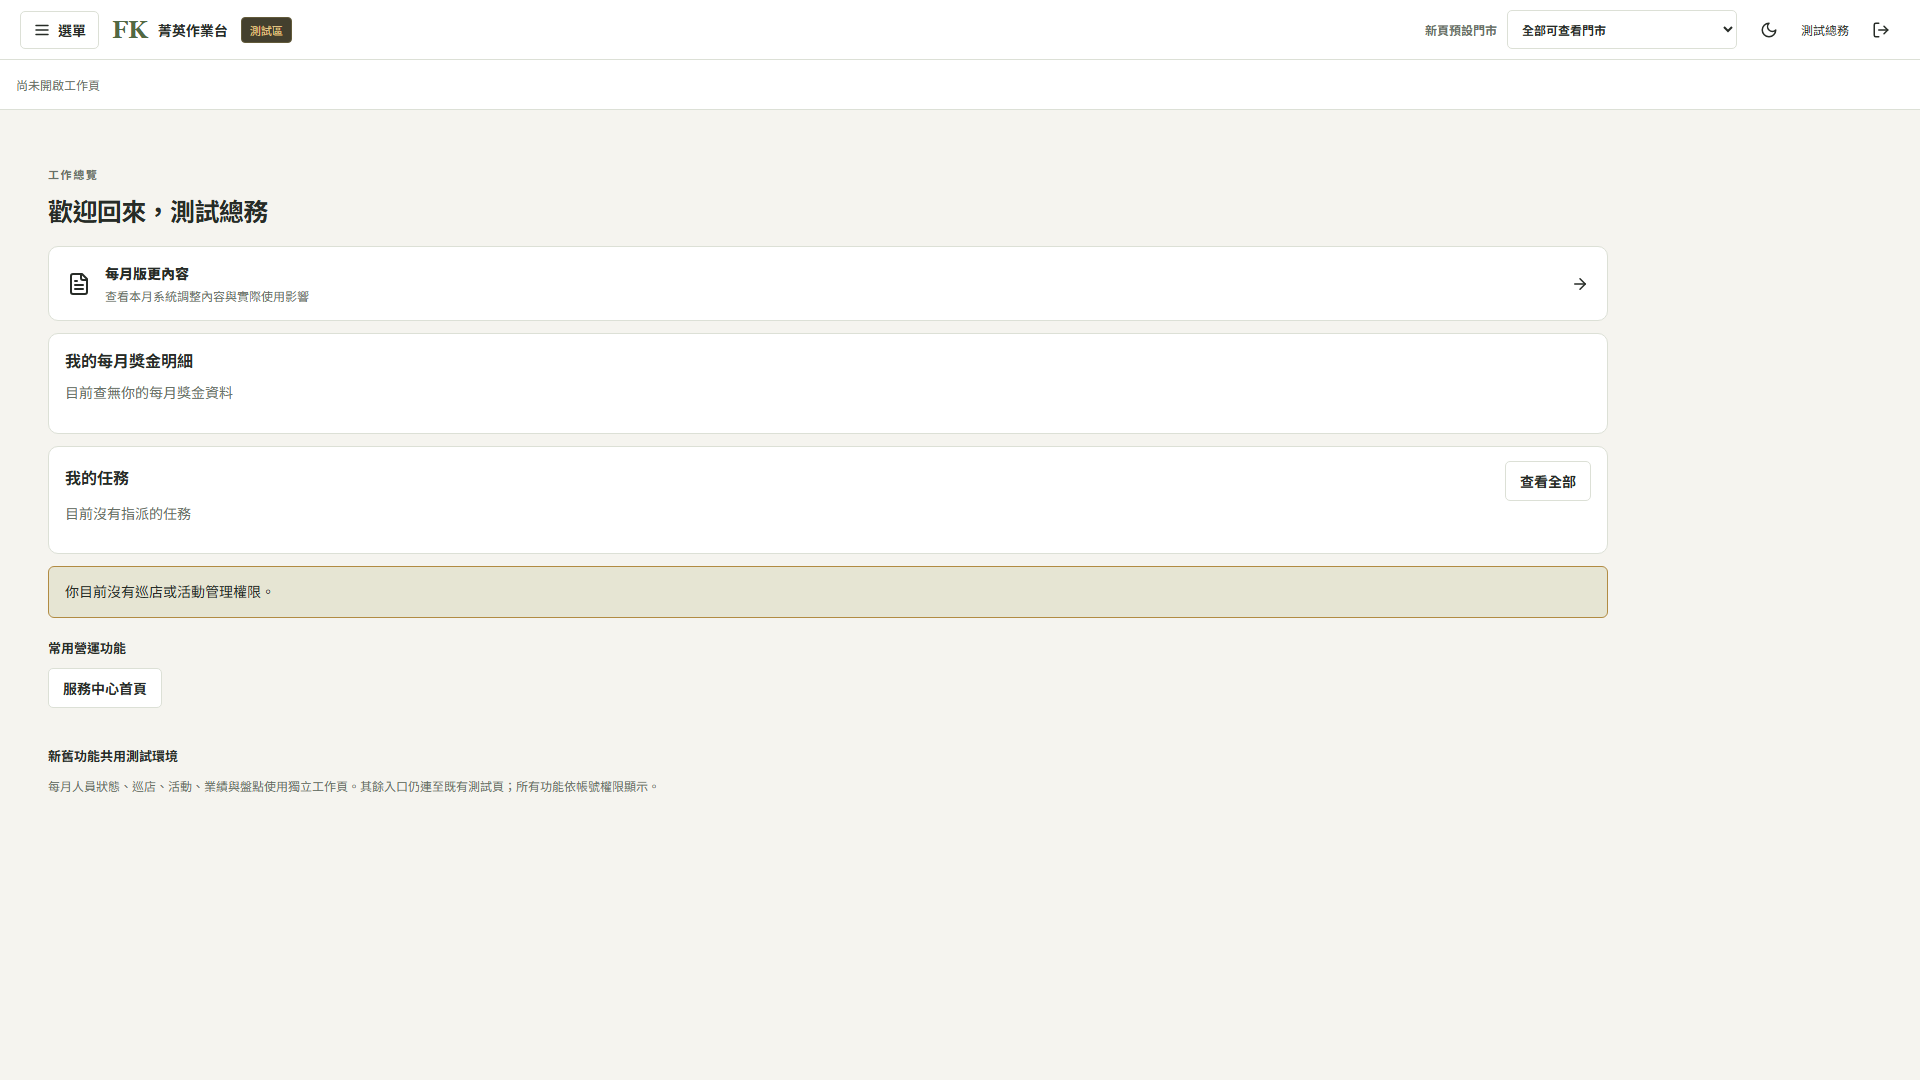 選單
FK 菁英作業台
測試區
新頁預設門市
全部可查看門市
測試總務
尚未開啟工作頁
工作總覽
歡迎回來，測試總務
每月版更內容
查看本月系統調整內容與實際使用影響
我的每月獎金明細
目前查無你的每月獎金資料
我的任務
查看全部
目前沒有指派的任務
你目前沒有巡店或活動管理權限。
常用營運功能
服務中心首頁
新舊功能共用測試環境
每月人員狀態、巡店、活動、業績與盤點使用獨立工作頁。其餘入口仍連至既有測試頁；所有功能依帳號權限顯示。